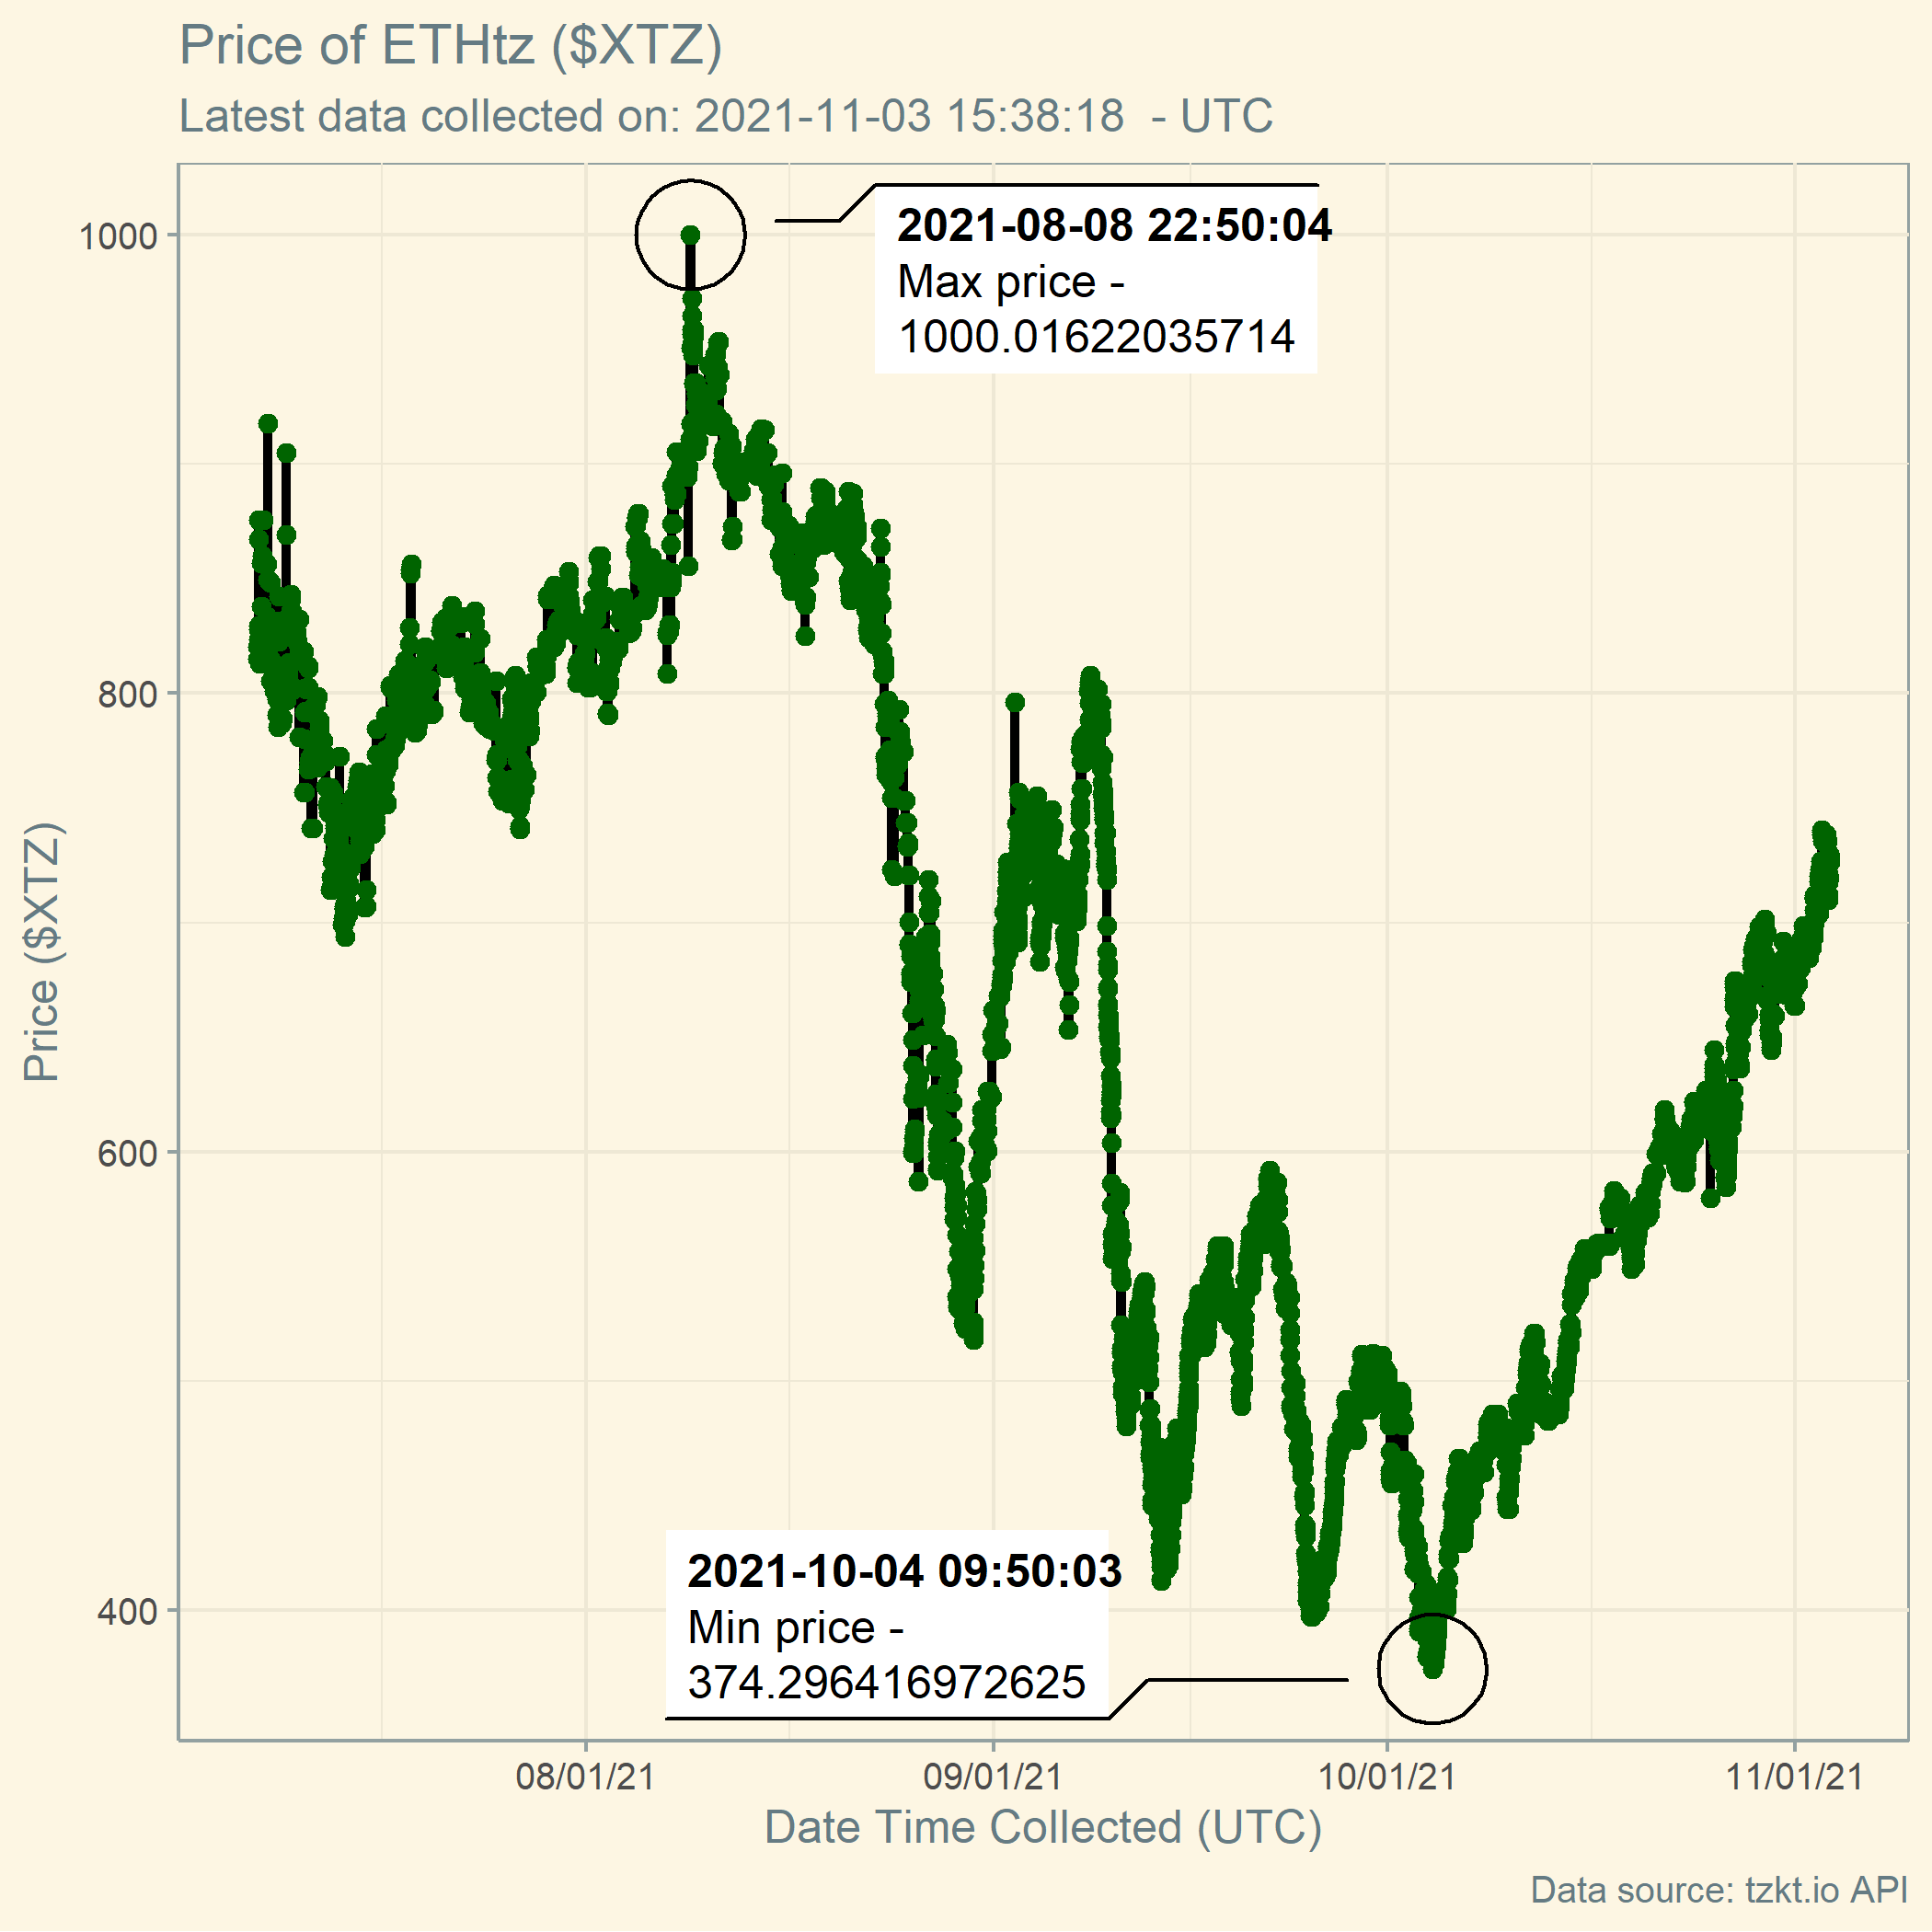 Price of ETHtz ($XTZ)
Latest data collected on: 2021-11-03 15:38:18  - UTC
1000
800
600
400
Price ($XTZ)
2021-08-08 22:50:04
Max price -
1000.01622035714
2021-10-04 09:50:03
Min price -
374.296416972625
08/01/21
09/01/21
10/01/21
11/01/21
Date Time Collected (UTC)
Data source: tzkt.io API